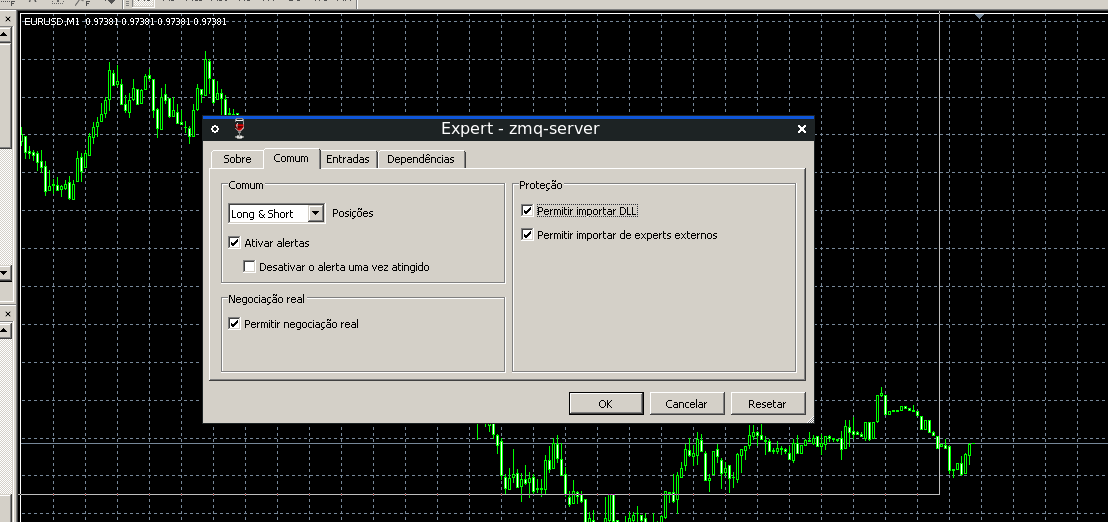 EURUSD,M1 0.97381 0.97381 0.97381 0.97381
Expert - zmq-server
Sobre Comum Entradas Dependências
Comum
Long & Short Posições
Ativar alertas
Desativar o alerta uma vez atingido
Negociação real
Permitir negociação real
Proteção
Permitir importar DLL
Permitir importar de experts externos
OK Cancelar Resetar